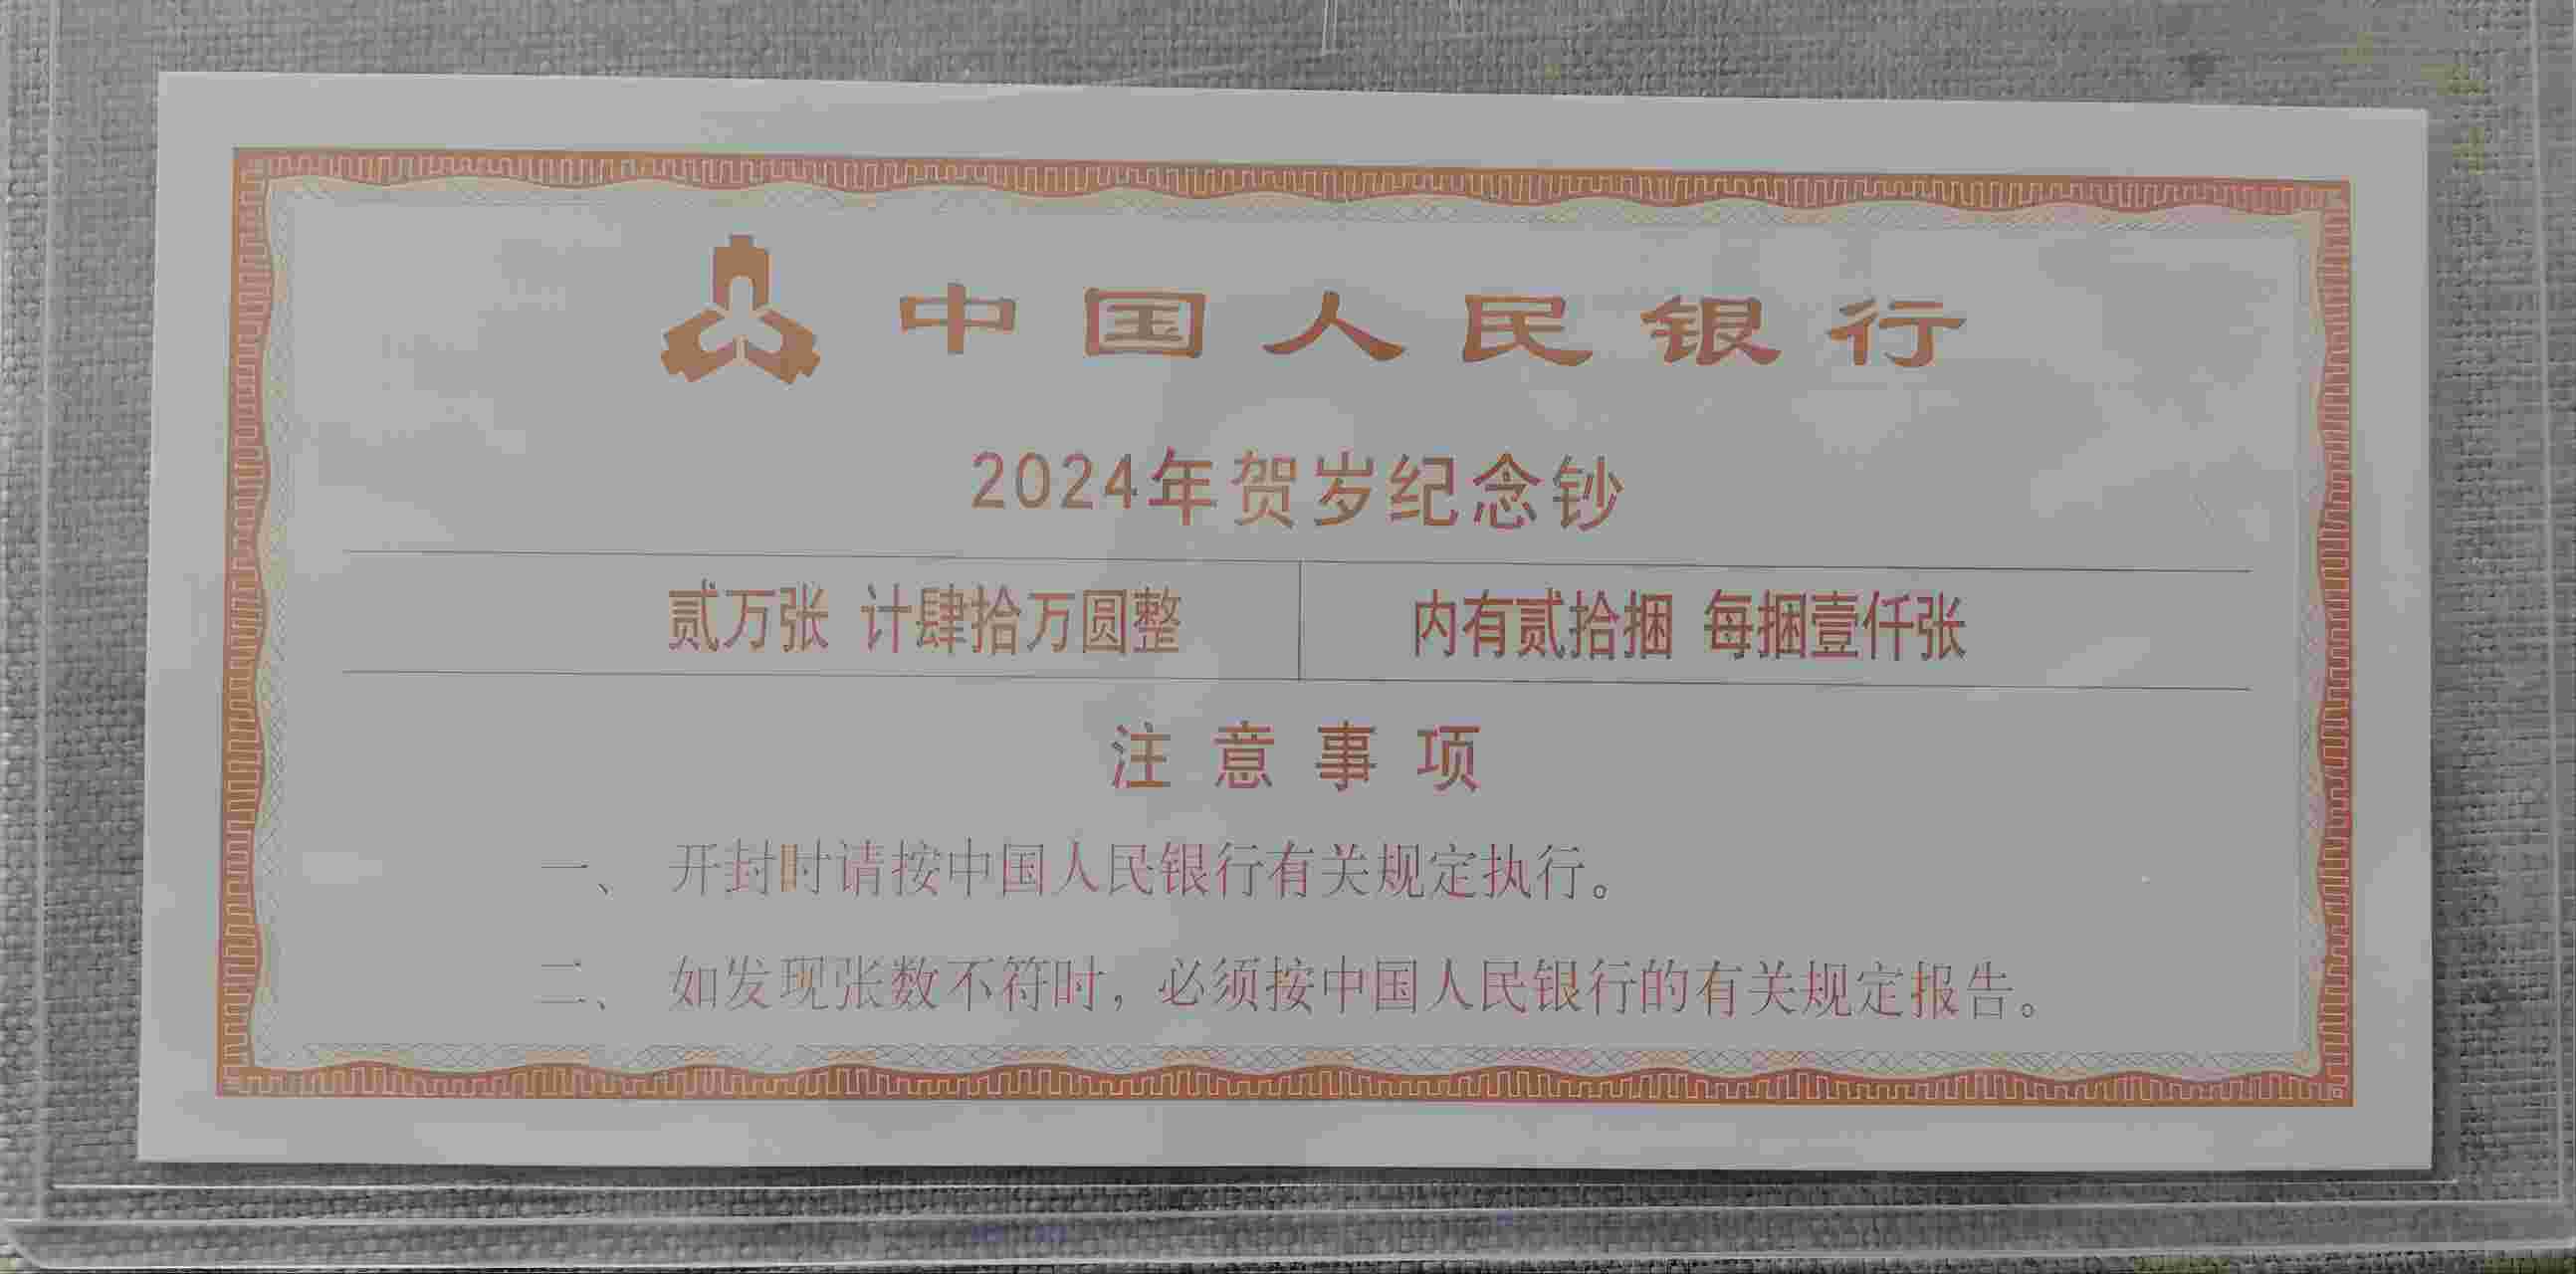 中国人民银行
2024年贺岁纪念钞
贰万张 计肆拾万圆整 内有贰拾捆 每捆壹仟张
注意事项
一、 开封时请按中国人民银行有关规定执行。
二、 如发现张数不符时，必须按中国人民银行的有关规定报告。